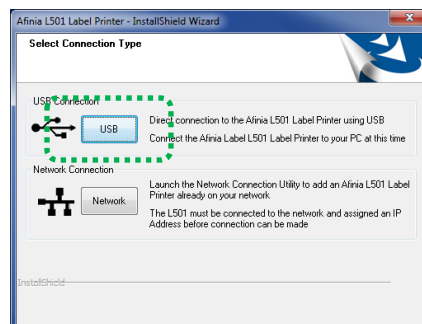 Afinia L501 Label Printer - InstallShield Wizard
Select Connection Type
USB Connection
USB
Direct connection to the Afinia L501 Label Printer using USB
Connect the Afinia Label L501 Label Printer to your PC at this time
Network Connection
Network
Launch the Network Connection Utility to add an Afinia L501 Label
Printer already on your network
The L501 must be connected to the network and assigned an IP
Address before connection can be made
InstallShield